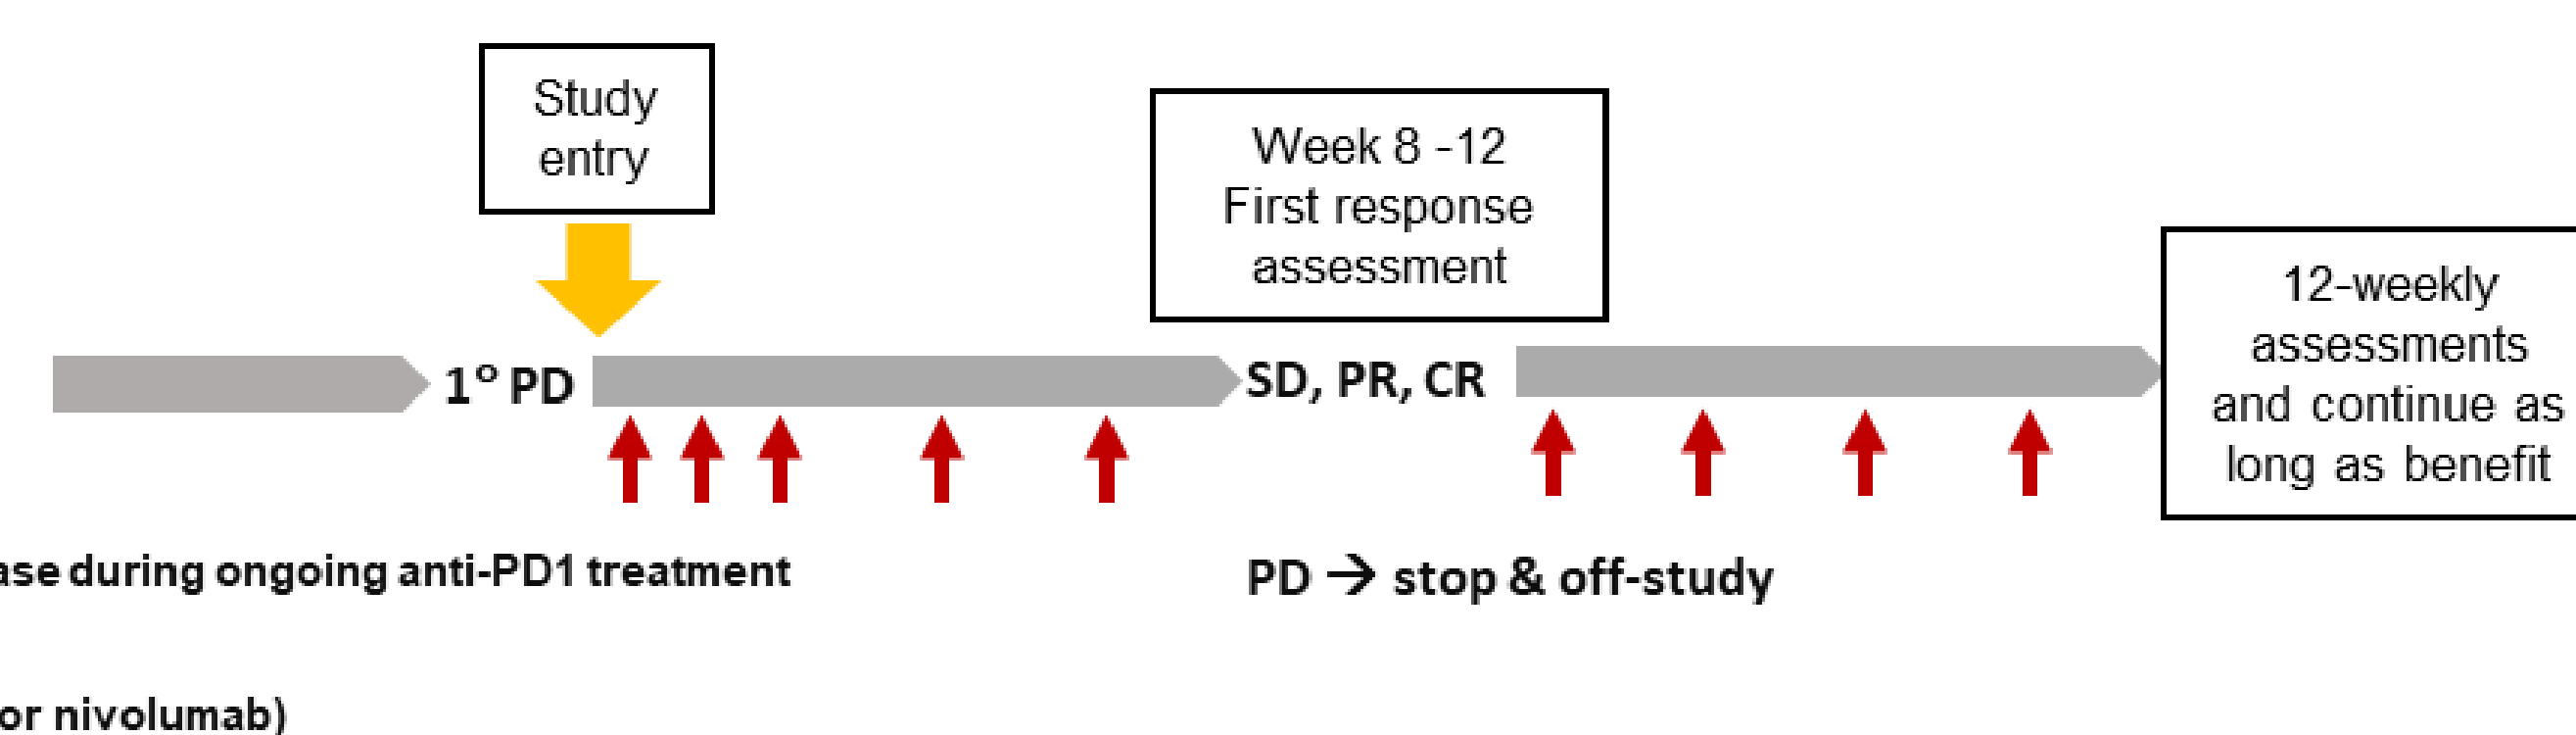 Study
entry
Week 8 -12
First response
assessment
12-weekly
assessments
and continue as
long as benefit
1° PD
SD, PR, CR
ase during ongoing anti-PD1 treatment
PD → stop & off-study
or nivolumab)